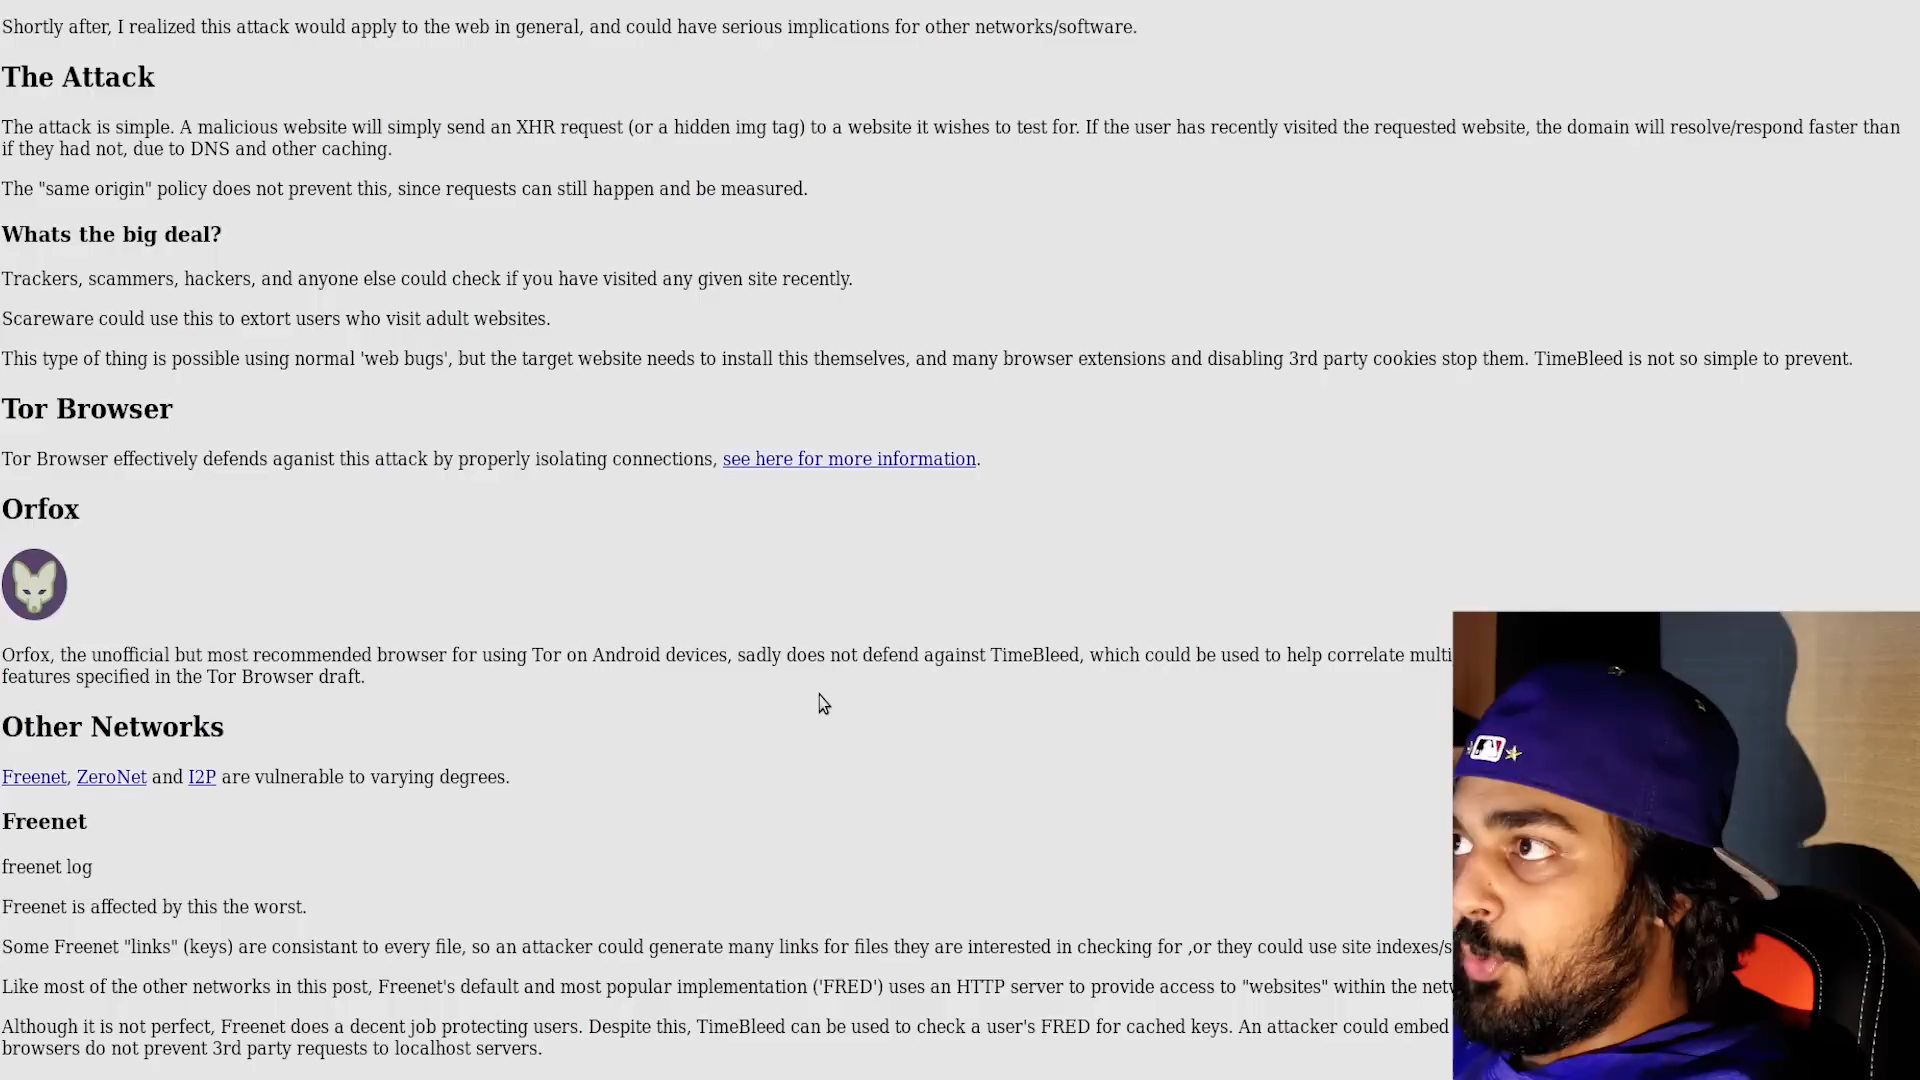 Shortly after, I realized this attack would apply to the web in general, and could have serious implications for other networks/software.
The Attack
The attack is simple. A malicious website will simply send an XHR request (or a hidden img tag) to a website it wishes to test for. If the user has recently visited the requested website, the domain will resolve/respond faster than
if they had not, due to DNS and other caching.
The "same origin" policy does not prevent this, since requests can still happen and be measured.
Whats the big deal?
Trackers, scammers, hackers, and anyone else could check if you have visited any given site recently.
Scareware could use this to extort users who visit adult websites.
This type of thing is possible using normal 'web bugs', but the target website needs to install this themselves, and many browser extensions and disabling 3rd party cookies stop them. TimeBleed is not so simple to prevent.
Tor Browser
Tor Browser effectively defends aganist this attack by properly isolating connections, see here for more information.
Orfox
Orfox, the unofficial but most recommended browser for using Tor on Android devices, sadly does not defend against TimeBleed, which could be used to help correlate multi
features specified in the Tor Browser draft.
Other Networks
Freenet, ZeroNet and I2P are vulnerable to varying degrees.
Freenet
freenet log
Freenet is affected by this the worst.
Some Freenet "links" (keys) are consistant to every file, so an attacker could generate many links for files they are interested in checking for ,or they could use site indexes/s
Like most of the other networks in this post, Freenet's default and most popular implementation ('FRED') uses an HTTP server to provide access to "websites" within the
Although it is not perfect, Freenet does a decent job protecting users. Despite this, TimeBleed can be used to check a user's FRED for cached keys. An attacker could embed
browsers do not prevent 3rd party requests to localhost servers.